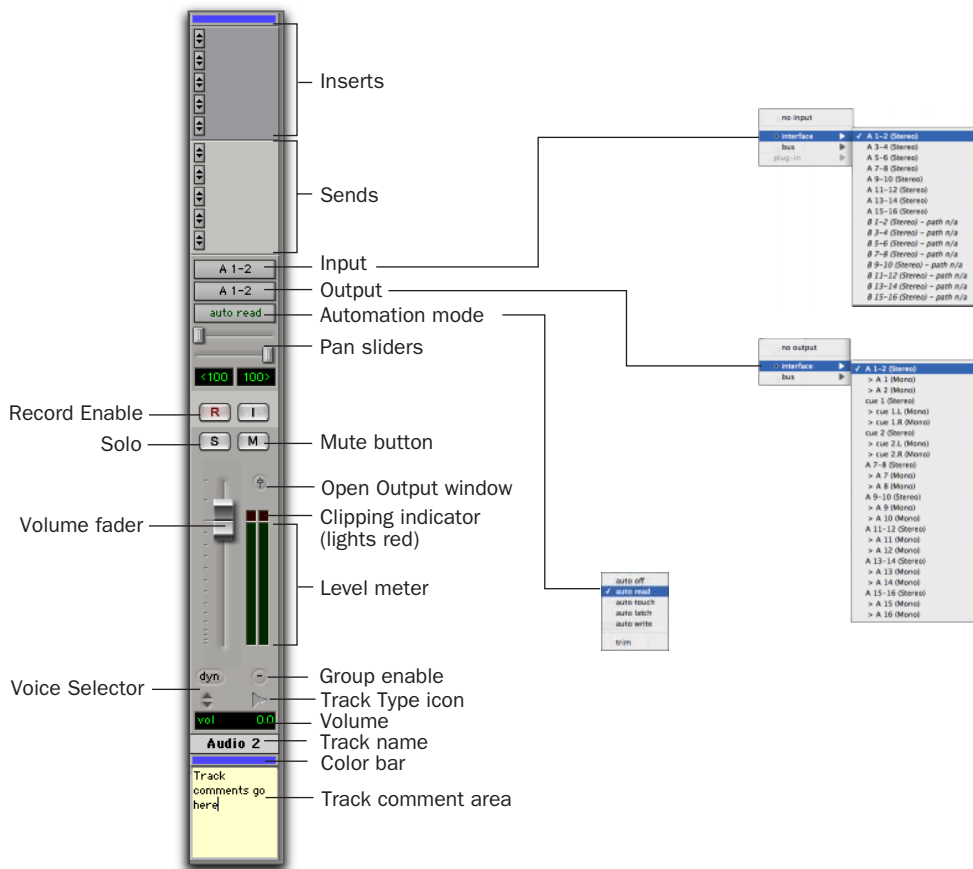 Inserts
Sends
A 1-2
Input
A 1-2
Output
auto read
Automation mode
Pan sliders
<100 100>
Record Enable
R I
Solo
S M
Mute button
Open Output window
Volume fader
Clipping indicator
(lights red)
Level meter
dyn
Group enable
Voice Selector
Track Type icon
vol 0.0
Volume
Audio 2
Track name
Color bar
Track
comments go
here
Track comment area
no input
interface
bus
plug-in
✓ A 1-2 (Stereo)
A 3-4 (Stereo)
A 5-6 (Stereo)
A 7-8 (Stereo)
A 9-10 (Stereo)
A 11-12 (Stereo)
A 13-14 (Stereo)
A 15-16 (Stereo)
B 1-2 (Stereo) - path n/a
B 3-4 (Stereo) - path n/a
B 5-6 (Stereo) - path n/a
B 7-8 (Stereo) - path n/a
B 9-10 (Stereo) - path n/a
B 11-12 (Stereo) - path n/a
B 13-14 (Stereo) - path n/a
B 15-16 (Stereo) - path n/a
no output
interface
bus
✓ A 1-2 (Stereo)
> A 1 (Mono)
> A 2 (Mono)
cue 1 (Stereo)
> cue 1.L (Mono)
> cue 1.R (Mono)
cue 2 (Stereo)
> cue 2.L (Mono)
> cue 2.R (Mono)
A 7-8 (Stereo)
> A 7 (Mono)
> A 8 (Mono)
A 9-10 (Stereo)
> A 9 (Mono)
> A 10 (Mono)
A 11-12 (Stereo)
> A 11 (Mono)
> A 12 (Mono)
A 13-14 (Stereo)
> A 13 (Mono)
> A 14 (Mono)
A 15-16 (Stereo)
> A 15 (Mono)
> A 16 (Mono)
auto off
✓ auto read
auto touch
auto latch
auto write
trim